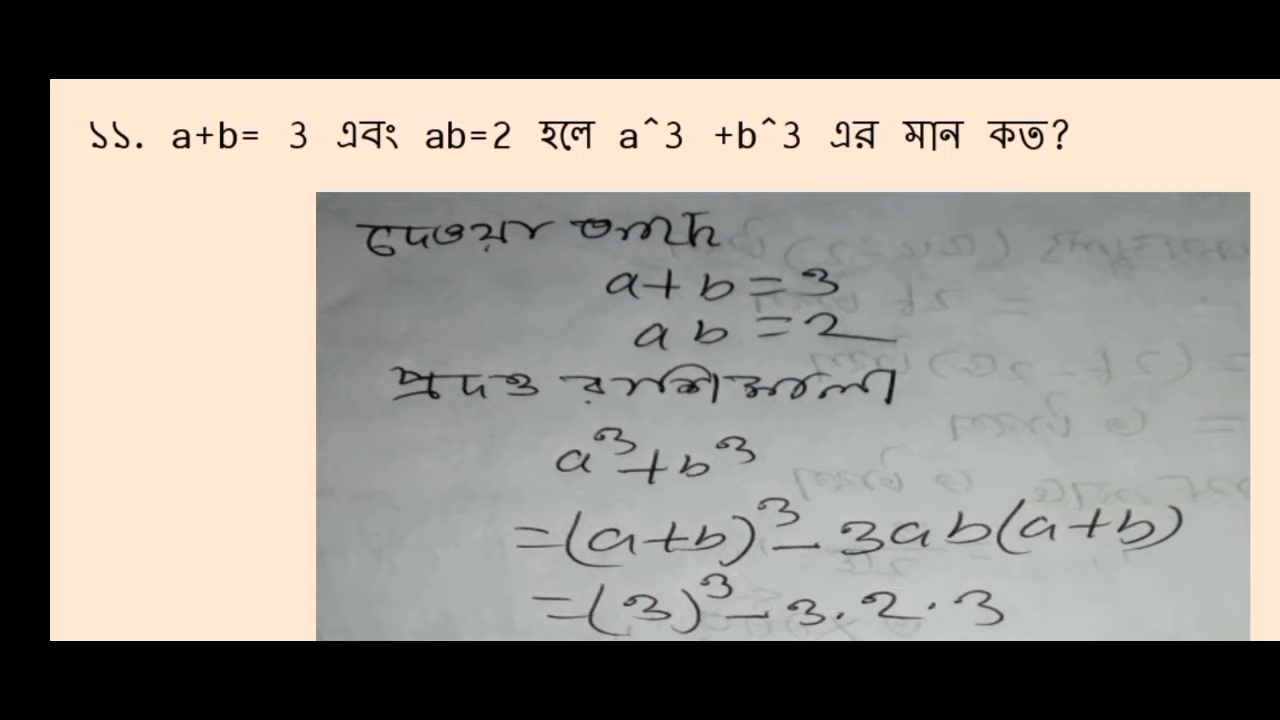 ১১. a+b= 3 এবং ab=2 হলে a^3 +b^3 এর মান কত?
দেওয়া আছে
a+b=3
ab=2
প্রদত্ত রাশিমালা
a³+b³
=(a+b)³-3ab(a+b)
=(3)³-3.2.3